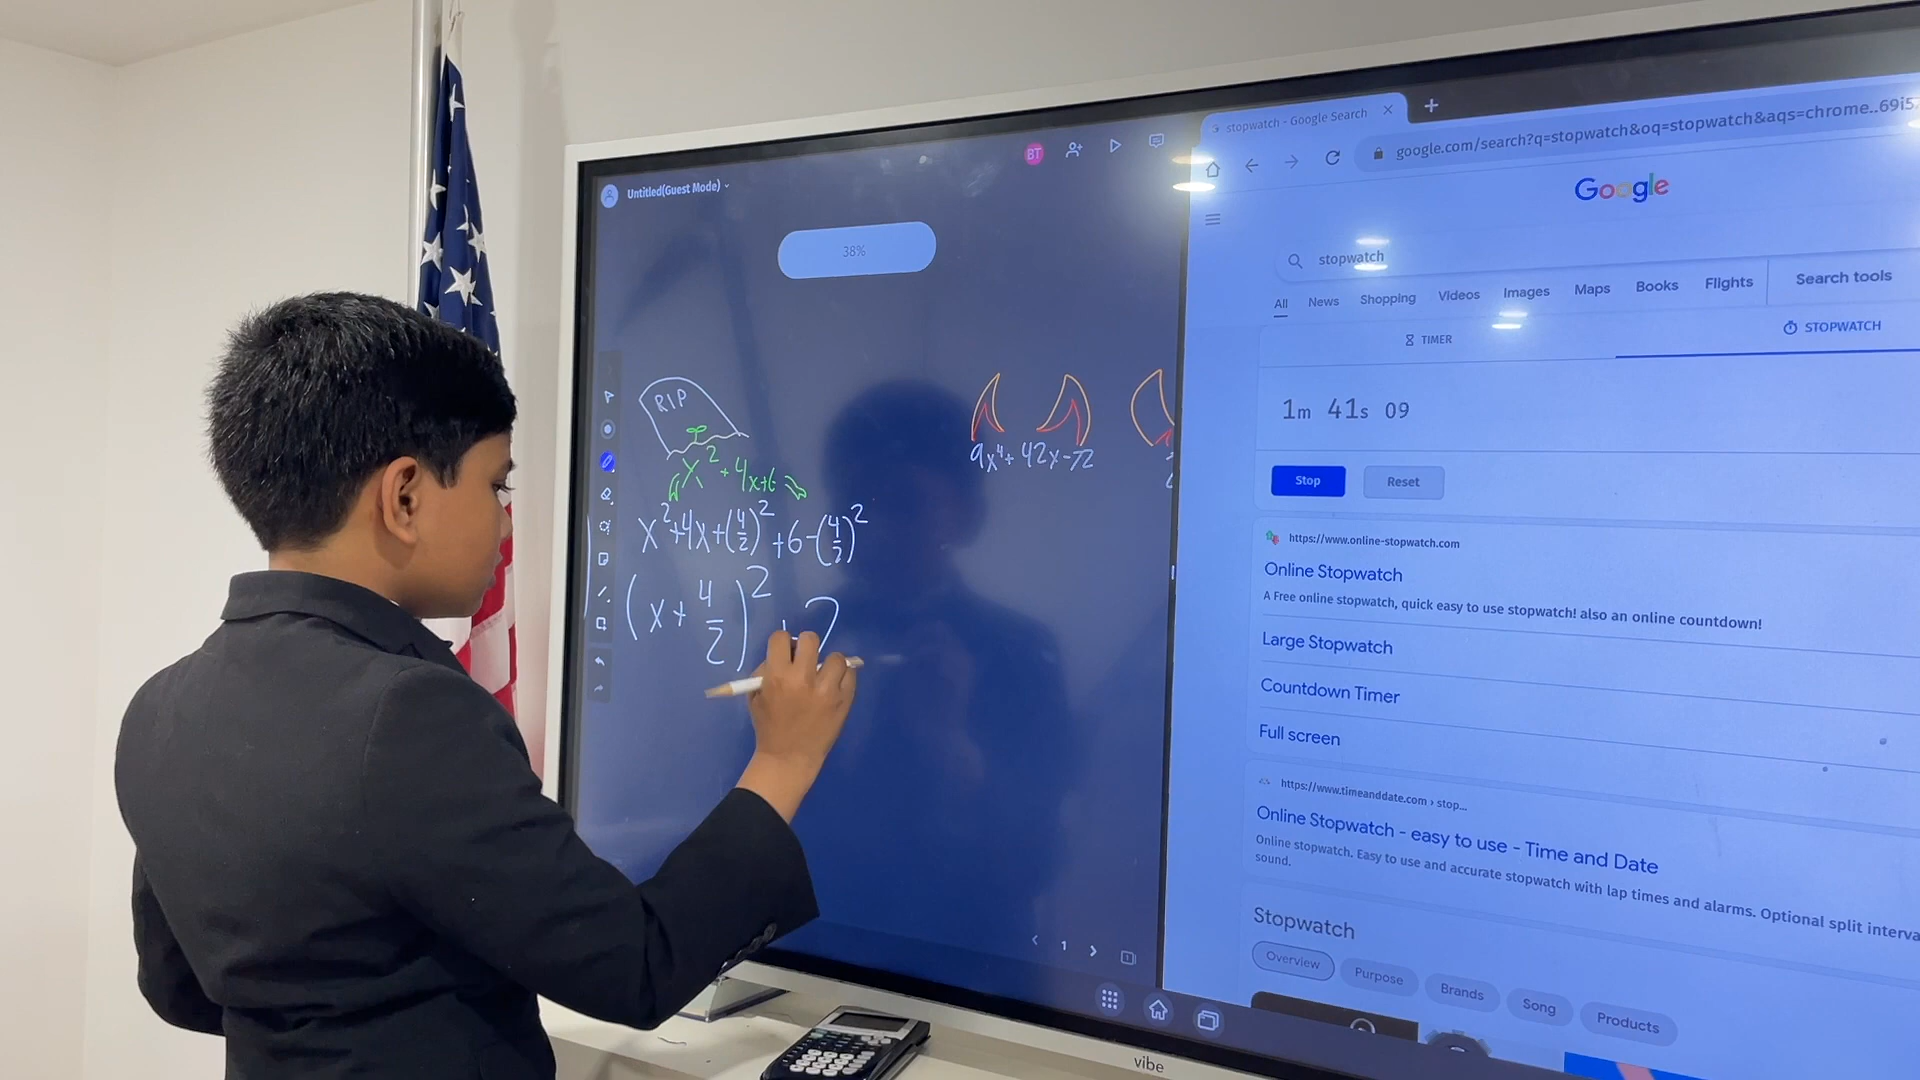 BT
Untitled(Guest Mode)
38%
RIP
x² + 4x+6
x²+4x+(4/2)²+6-(4/2)²
(x+4/2)² + 2
9x⁴+ 42x-72
1
stopwatch - Google Search
google.com/search?q=stopwatch&oq=stopwatch&aqs=chrome..69i5
Google
stopwatch
All News Shopping Videos Images Maps Books Flights Search tools
TIMER STOPWATCH
1m 41s 09
Stop Reset
https://www.online-stopwatch.com
Online Stopwatch
A Free online stopwatch, quick easy to use stopwatch! also an online countdown!
Large Stopwatch
Countdown Timer
Full screen
https://www.timeanddate.com › stop...
Online Stopwatch - easy to use - Time and Date
Online stopwatch. Easy to use and accurate stopwatch with lap times and alarms. Optional split interva
sound.
Stopwatch
Overview Purpose Brands Song Products
vibe